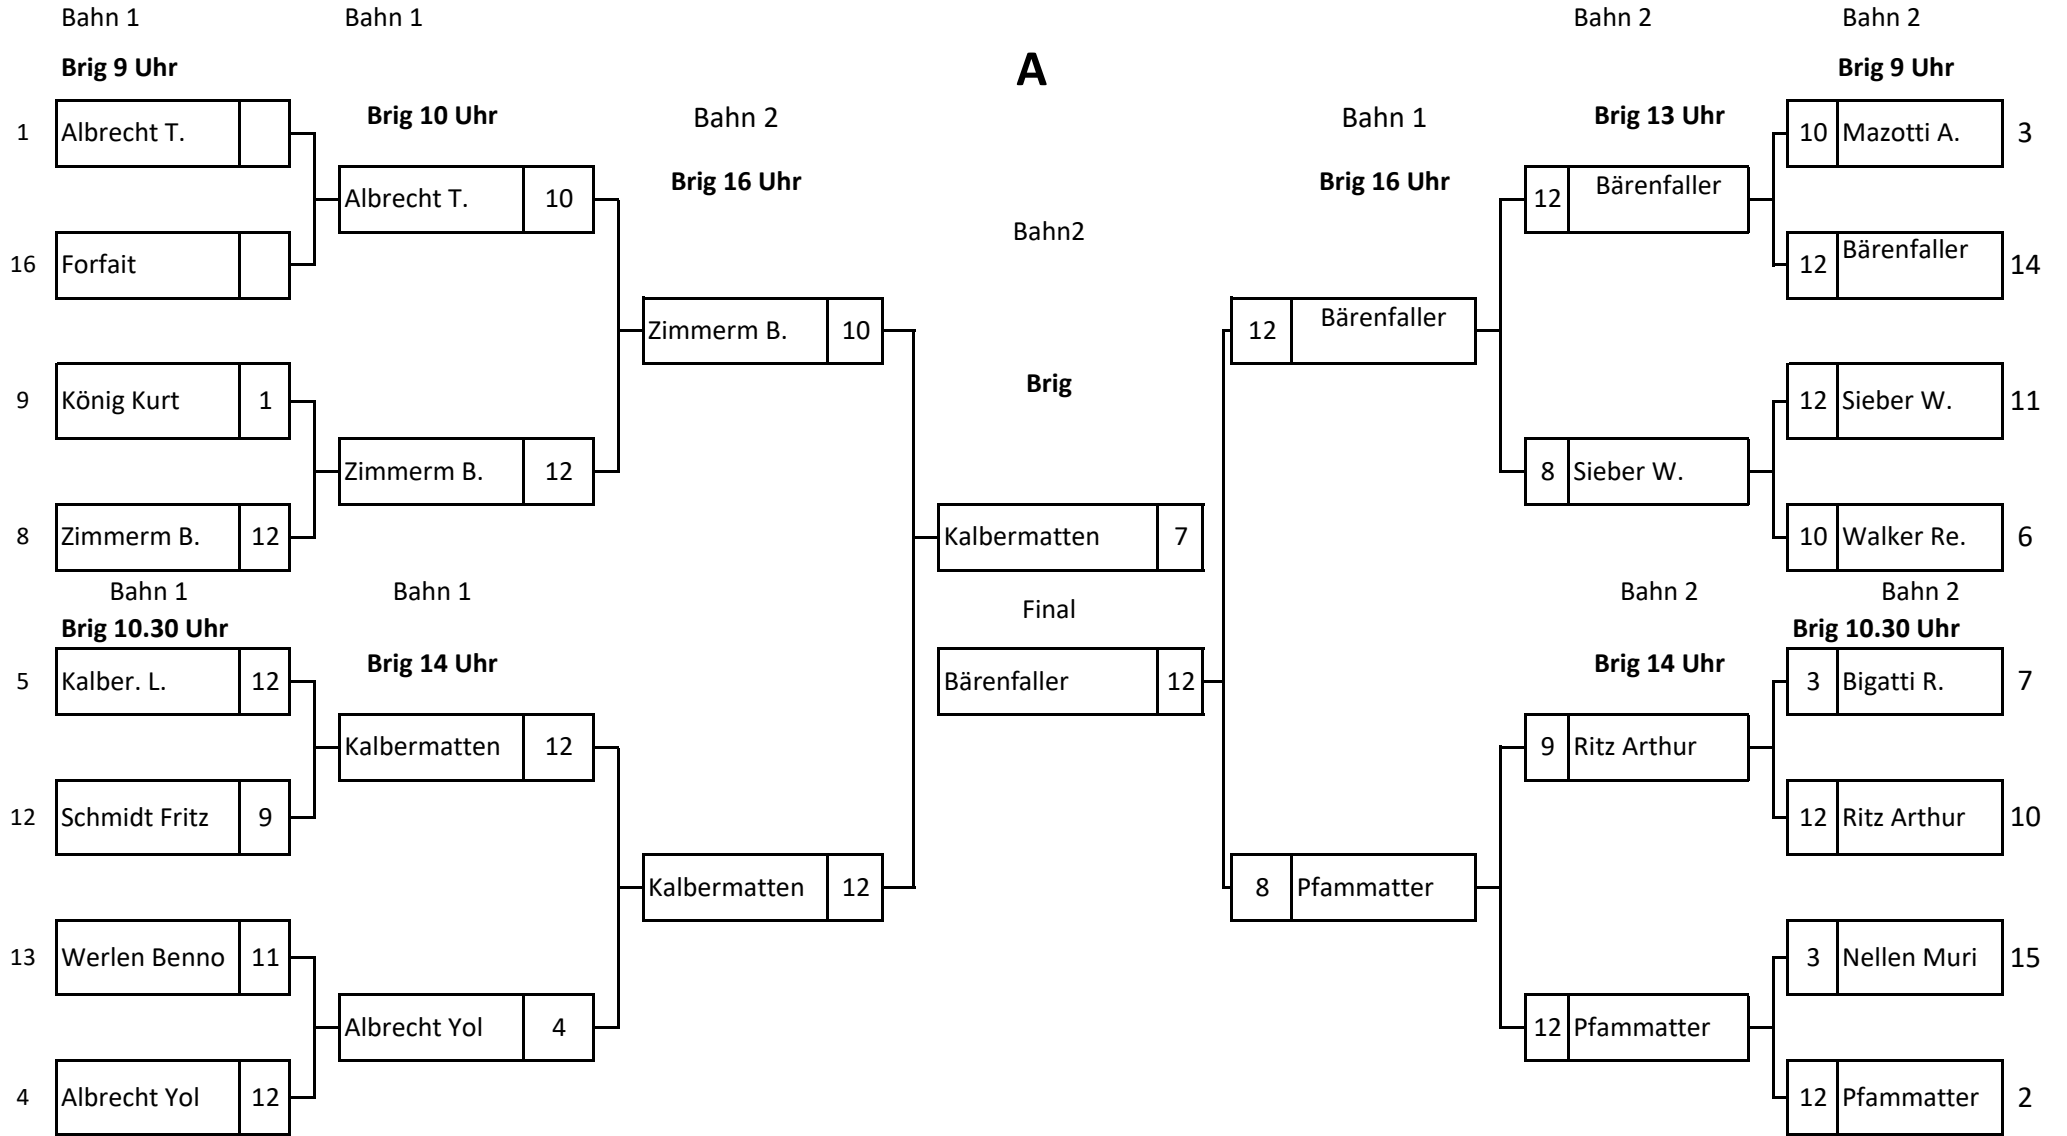 Bahn 1 Bahn 1 Bahn 2 Bahn 2
Brig 9 Uhr A Brig 9 Uhr
Brig 10 Uhr Bahn 2 Bahn 1 Brig 13 Uhr
1 Albrecht T. 10 Mazotti A. 3
Brig 16 Uhr Brig 16 Uhr
Albrecht T. 10 12 Bärenfaller
Bahn2
16 Forfait 12 Bärenfaller 14
Zimmerm B. 10 12 Bärenfaller
Brig
9 König Kurt 1 12 Sieber W. 11
Zimmerm B. 12 8 Sieber W.
8 Zimmerm B. 12 Kalbermatten 7 10 Walker Re. 6
Bahn 1 Bahn 1 Bahn 2 Bahn 2
Final
Brig 10.30 Uhr Brig 10.30 Uhr
Brig 14 Uhr Brig 14 Uhr
5 Kalber. L. 12 Bärenfaller 12 3 Bigatti R. 7
Kalbermatten 12 9 Ritz Arthur
12 Schmidt Fritz 9 12 Ritz Arthur 10
Kalbermatten 12 8 Pfammatter
13 Werlen Benno 11 3 Nellen Muri 15
Albrecht Yol 4 12 Pfammatter
4 Albrecht Yol 12 12 Pfammatter 2